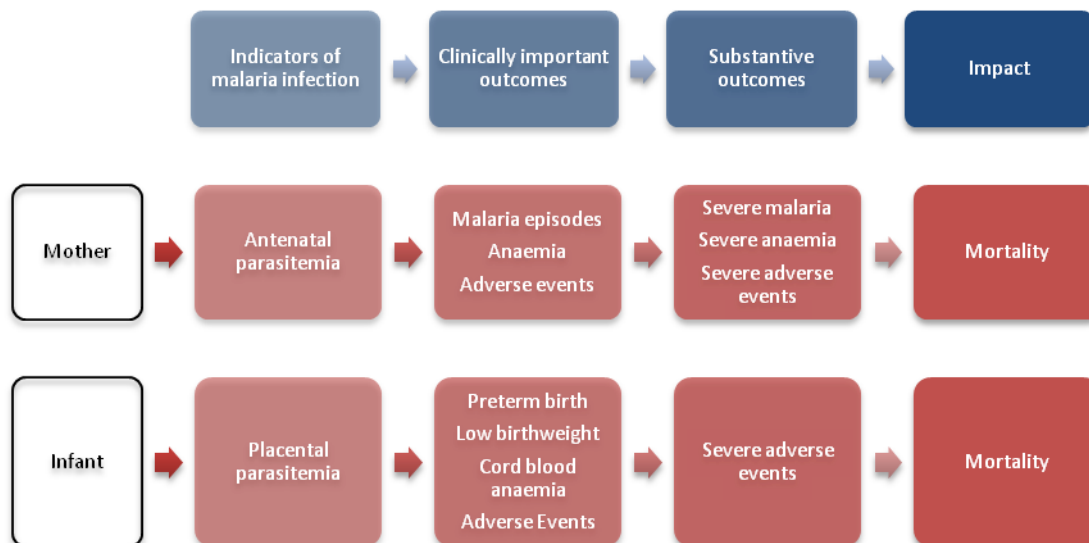 Indicators of
malaria infection
Clinically important
outcomes
Substantive
outcomes
Impact
Mother
Antenatal
parasitemia
Malaria episodes
Anaemia
Adverse events
Severe malaria
Severe anaemia
Severe adverse
events
Mortality
Infant
Placental
parasitemia
Preterm birth
Low birthweight
Cord blood
anaemia
Adverse Events
Severe adverse
events
Mortality